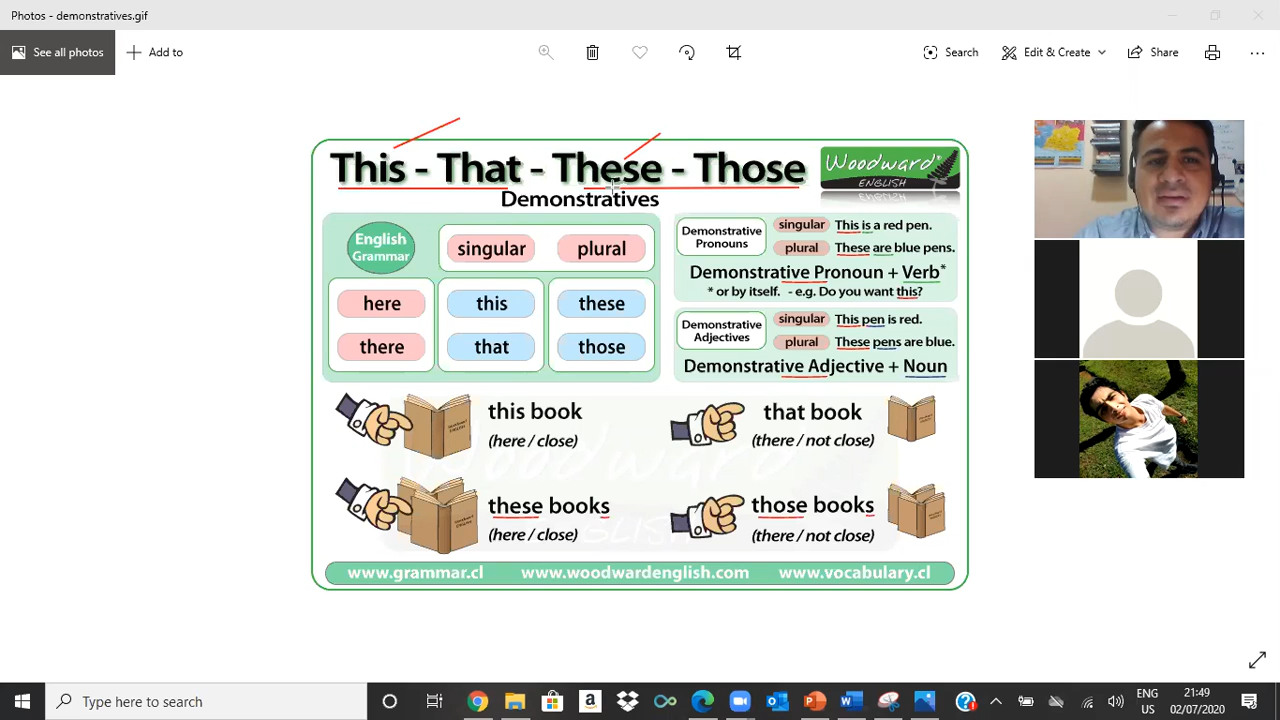 Photos - demonstratives.gif
See all photos
Add to
Search
Edit & Create
Share
This - That - These - Those
Woodward
ENGLISH
Demonstratives
English
Grammar
singular plural
here this these
there that those
Demonstrative
Pronouns
singular This is a red pen.
plural These are blue pens.
Demonstrative Pronoun + Verb*
* or by itself. - e.g. Do you want this?
Demonstrative
Adjectives
singular This pen is red.
plural These pens are blue.
Demonstrative Adjective + Noun
this book
(here / close)
that book
(there / not close)
these books
(here / close)
those books
(there / not close)
www.grammar.cl www.woodwardenglish.com www.vocabulary.cl
Type here to search
ENG
US
21:49
02/07/2020